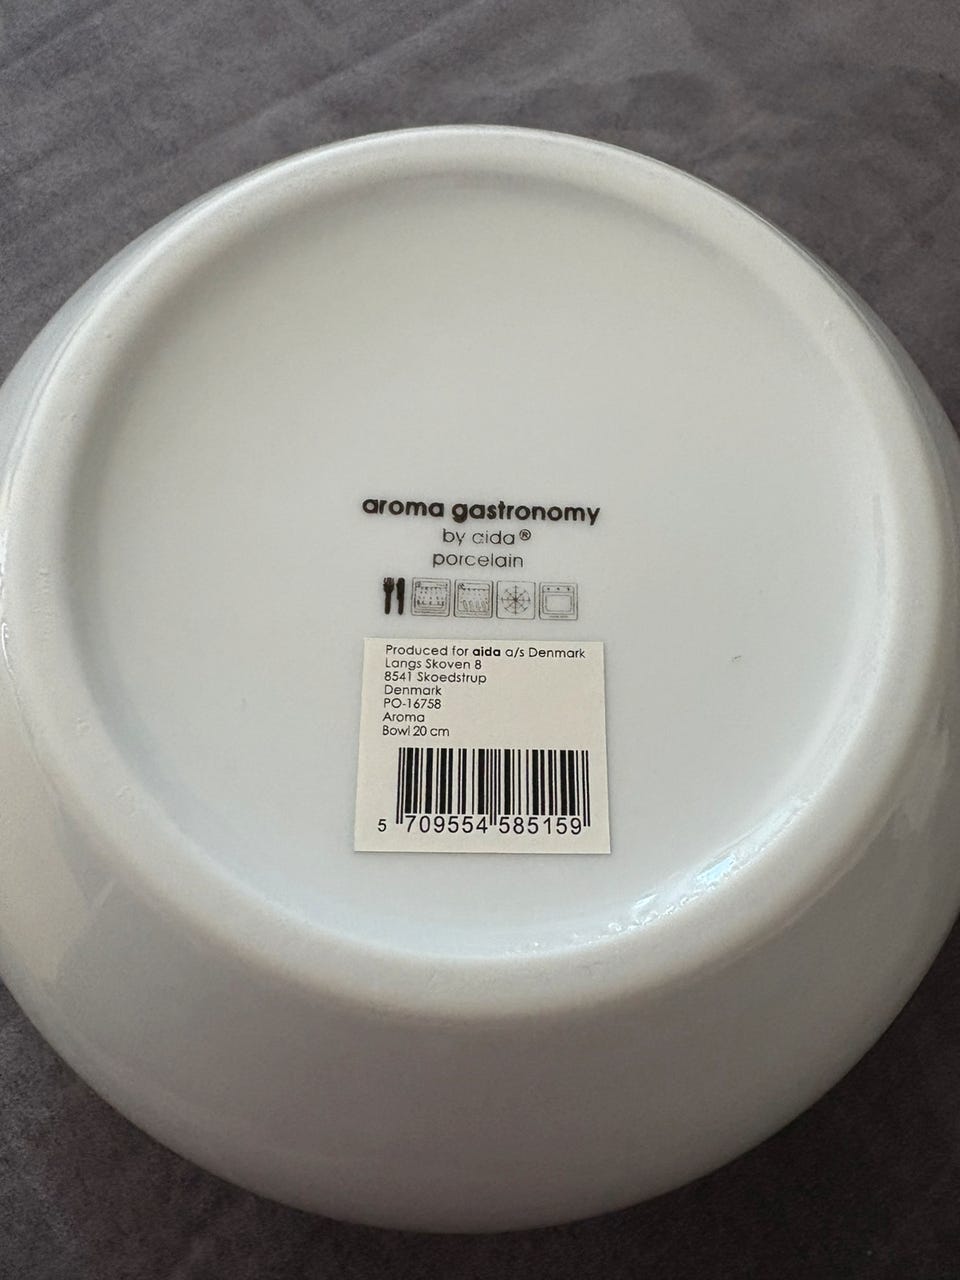 aroma gastronomy
by aida®
porcelain
Produced for aida a/s Denmark
Langs Skoven 8
8541 Skoedstrup
Denmark
PO-16758
Aroma
Bowl 20 cm
5 709554 585159